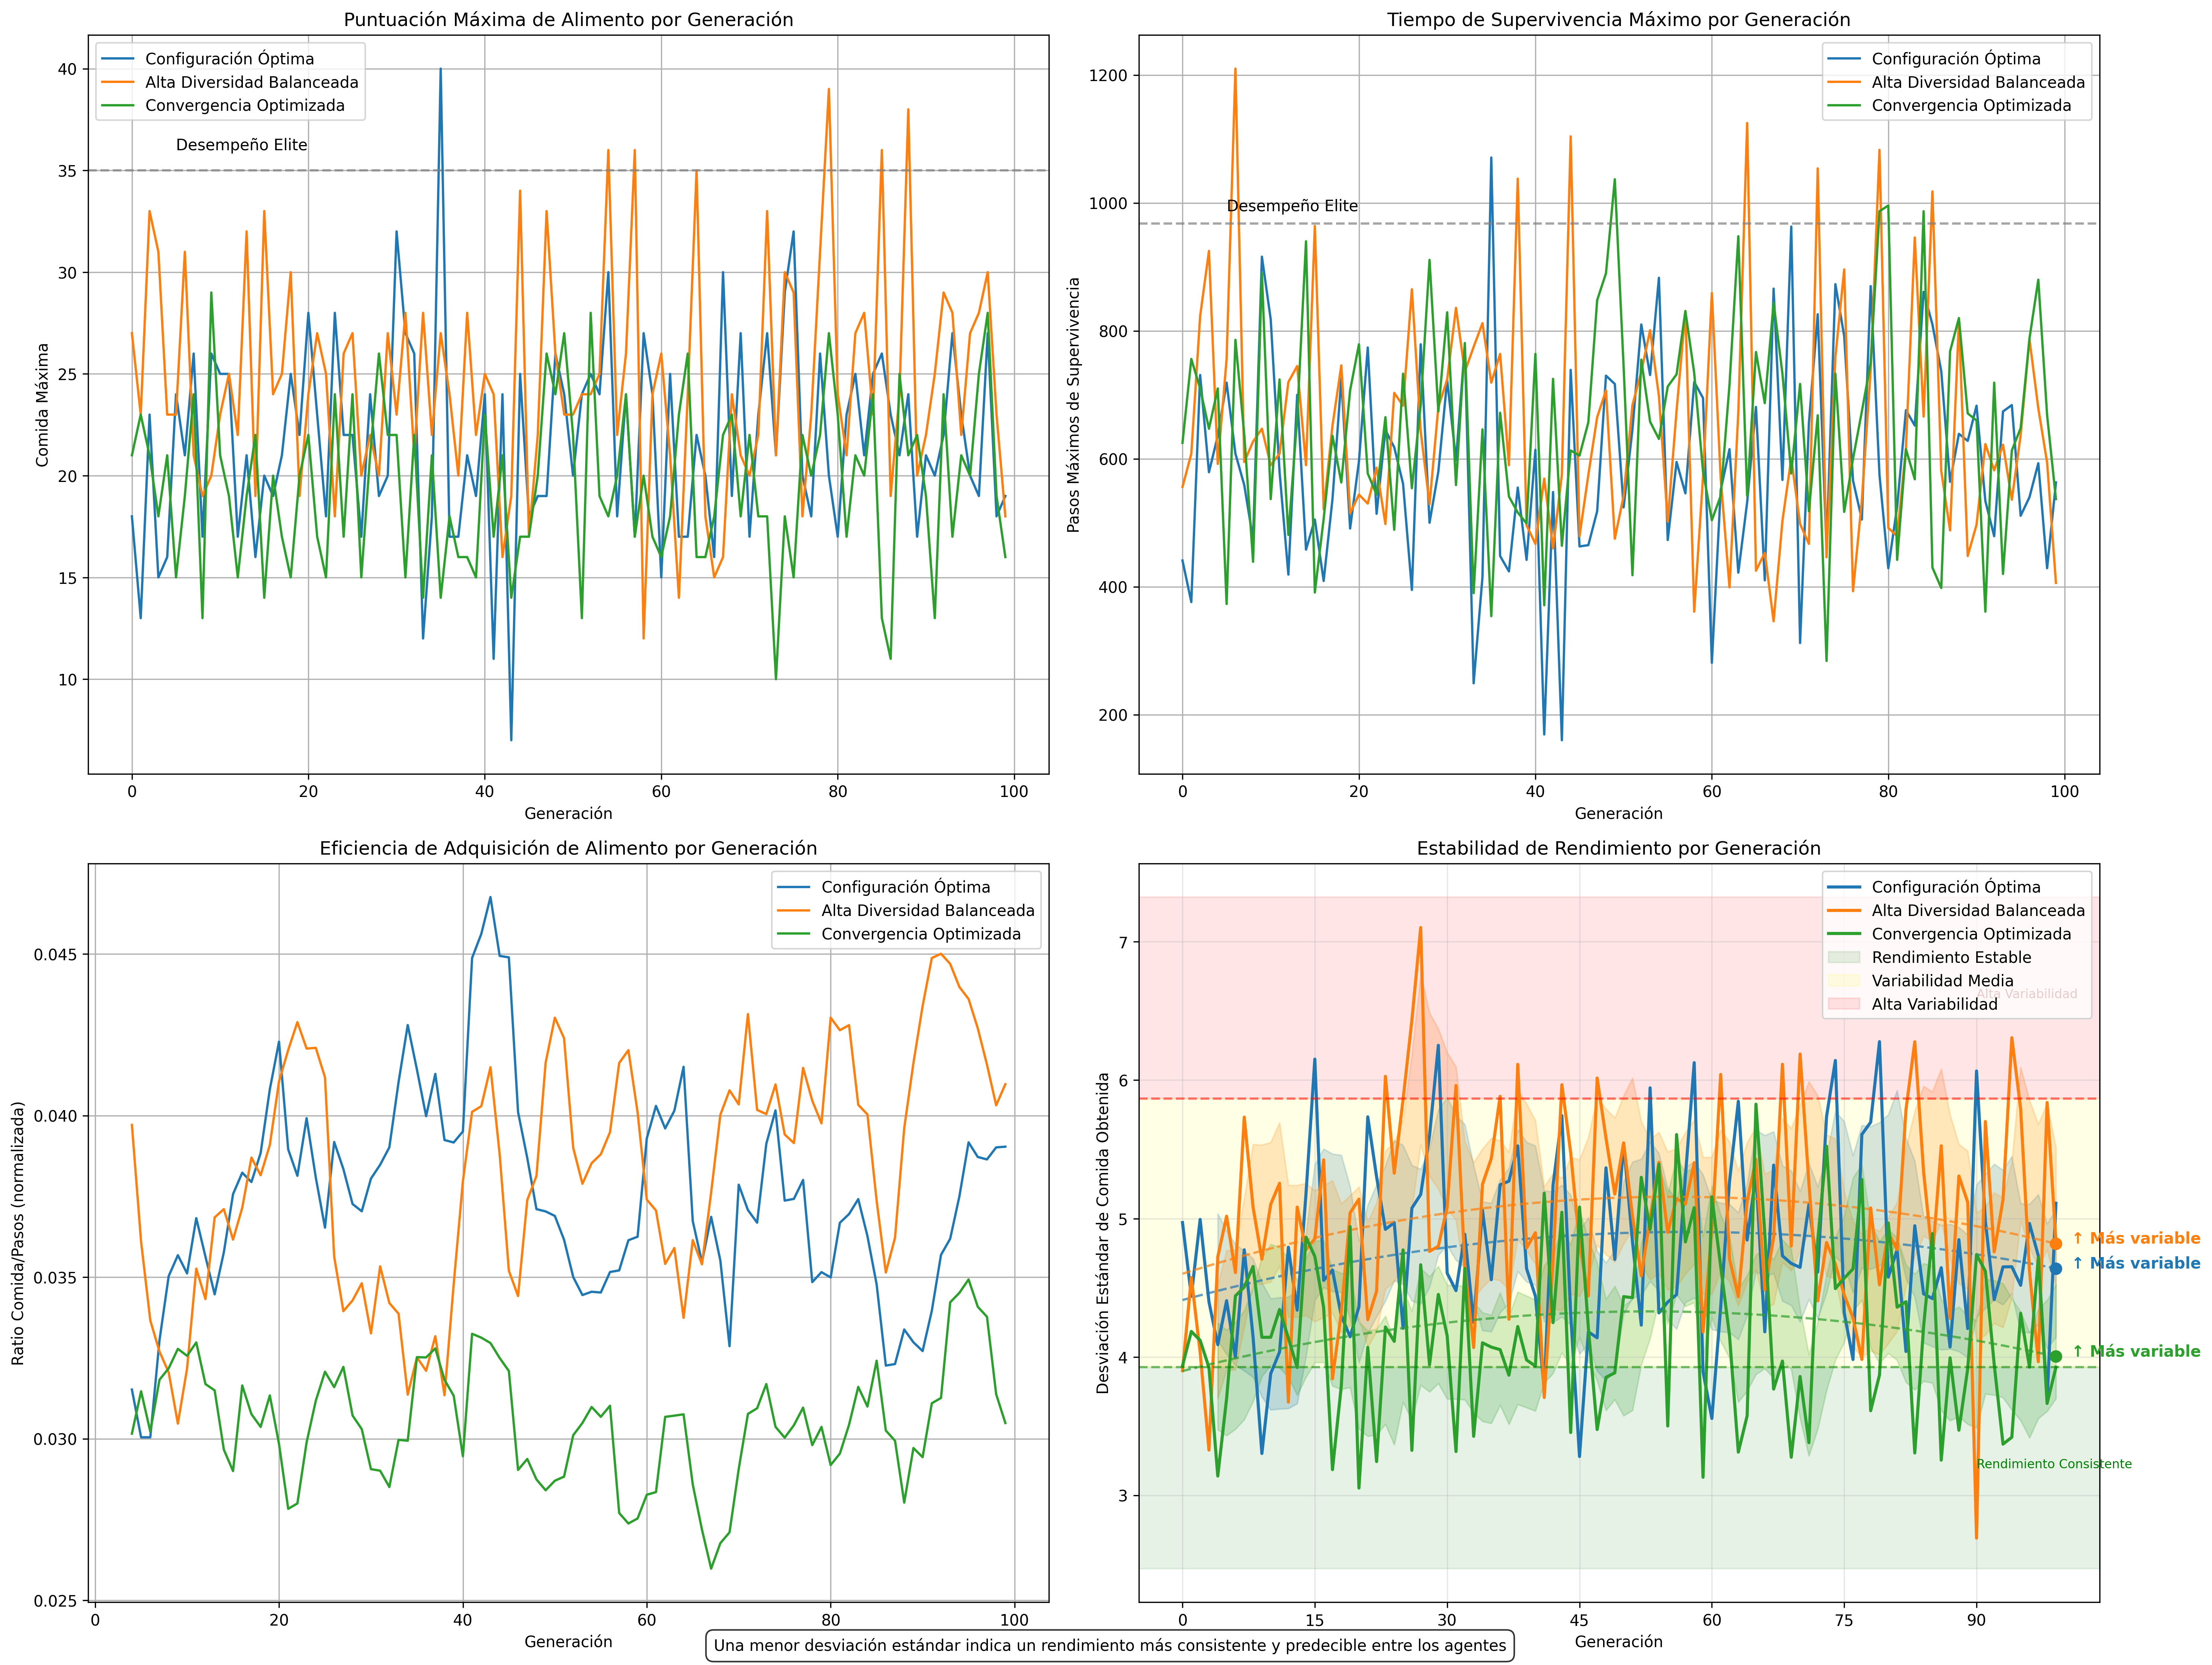 Puntuación Máxima de Alimento por Generación
Configuración Óptima
Alta Diversidad Balanceada
Convergencia Optimizada
Desempeño Elite
Comida Máxima
40
35
30
25
20
15
10
0 20 40 60 80 100
Generación
Tiempo de Supervivencia Máximo por Generación
Configuración Óptima
Alta Diversidad Balanceada
Convergencia Optimizada
Desempeño Elite
Pasos Máximos de Supervivencia
1200
1000
800
600
400
200
0 20 40 60 80 100
Generación
Eficiencia de Adquisición de Alimento por Generación
Configuración Óptima
Alta Diversidad Balanceada
Convergencia Optimizada
Ratio Comida/Pasos (normalizada)
0.045
0.040
0.035
0.030
0.025
0 20 40 60 80 100
Generación
Estabilidad de Rendimiento por Generación
Configuración Óptima
Alta Diversidad Balanceada
Convergencia Optimizada
Rendimiento Estable
Variabilidad Media
Alta Variabilidad
Alta Variabilidad
Desviación Estándar de Comida Obtenida
7
6
5
4
3
↑ Más variable
↑ Más variable
↑ Más variable
Rendimiento Consistente
0 15 30 45 60 75 90
Generación
Una menor desviación estándar indica un rendimiento más consistente y predecible entre los agentes